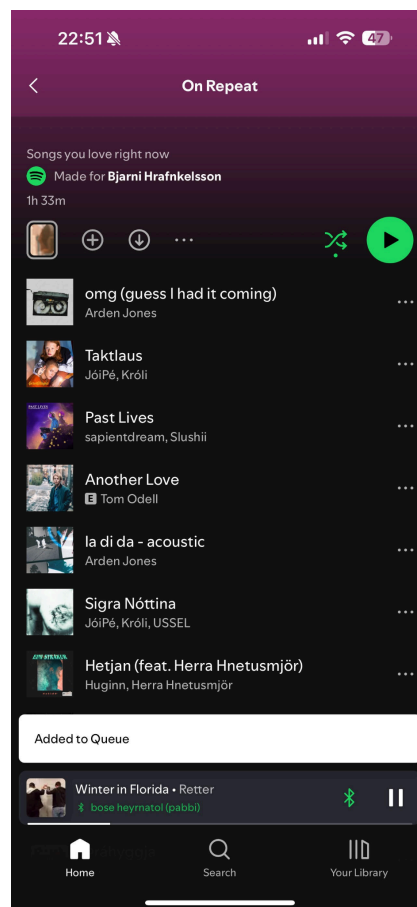 22:51
47
On Repeat
Songs you love right now
Made for Bjarni Hrafnkelsson
1h 33m
omg (guess I had it coming)
Arden Jones
Taktlaus
JóiPé, Króli
PAST LIVES
Past Lives
sapientdream, Slushii
Another Love
E Tom Odell
la di da - acoustic
Arden Jones
Sigra Nóttina
JóiPé, Króli, USSEL
Hetjan (feat. Herra Hnetusmjör)
Huginn, Herra Hnetusmjör
Added to Queue
Winter in Florida • Retter
bose heyrnatol (pabbi)
Home
Search
Your Library